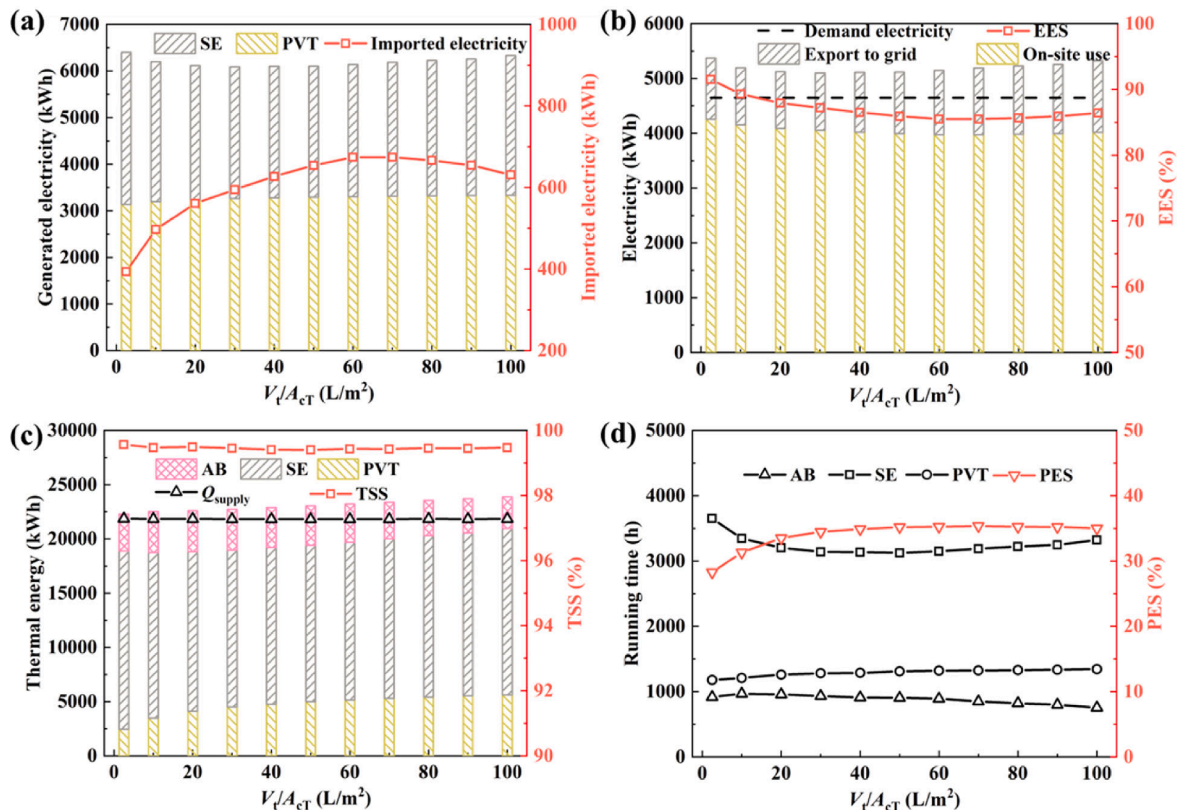 (a)
SE PVT Imported electricity
Generated electricity (kWh)
7000
6000
5000
4000
3000
2000
1000
0
1000
800
600
400
200
Imported electricity (kWh)
0 20 40 60 80 100
Vt/AcT (L/m²)
(b)
Demand electricity EES
Export to grid On-site use
Electricity (kWh)
6000
5000
4000
3000
2000
1000
0
100
90
80
70
60
50
EES (%)
0 20 40 60 80 100
Vt/AcT (L/m²)
(c)
AB SE PVT
Qsupply TSS
Thermal energy (kWh)
30000
25000
20000
15000
10000
5000
0
100
98
96
94
92
90
TSS (%)
0 20 40 60 80 100
Vt/AcT (L/m²)
(d)
AB SE PVT PES
Running time (h)
5000
4000
3000
2000
1000
0
50
40
30
20
10
0
PES (%)
0 20 40 60 80 100
Vt/AcT (L/m²)